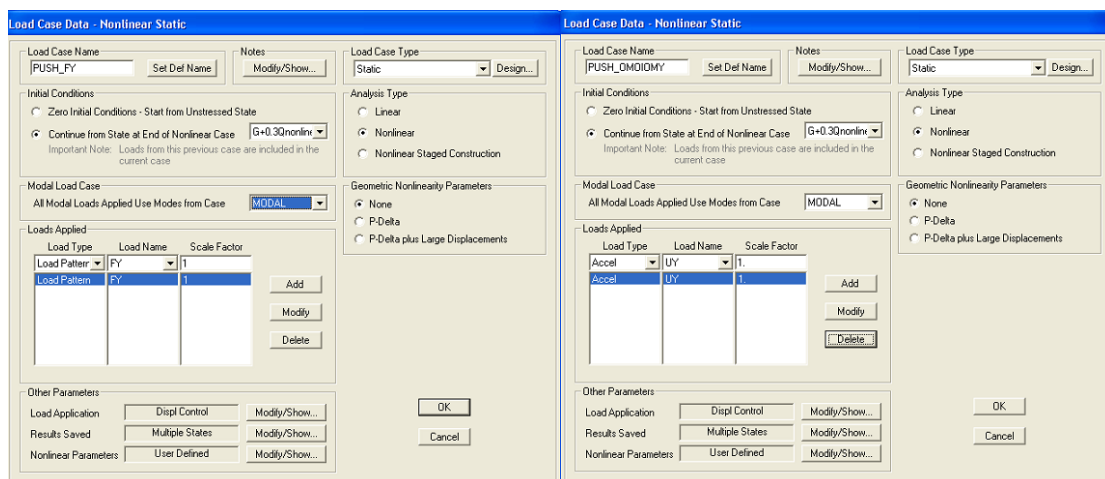 Load Case Data - Nonlinear Static
Load Case Name
PUSH_FY
Set Def Name
Notes
Modify/Show...
Load Case Type
Static
Design...
Initial Conditions
Zero Initial Conditions - Start from Unstressed State
Continue from State at End of Nonlinear Case
G+0.3Qnonline
Important Note: Loads from this previous case are included in the
current case
Analysis Type
Linear
Nonlinear
Nonlinear Staged Construction
Modal Load Case
All Modal Loads Applied Use Modes from Case
MODAL
Geometric Nonlinearity Parameters
None
P-Delta
P-Delta plus Large Displacements
Loads Applied
Load Type Load Name Scale Factor
Load Pattern FY 1
Load Pattern FY 1
Add
Modify
Delete
Other Parameters
Load Application Displ Control Modify/Show...
Results Saved Multiple States Modify/Show...
Nonlinear Parameters User Defined Modify/Show...
OK
Cancel
Load Case Data - Nonlinear Static
Load Case Name
PUSH_OMOIOMY
Set Def Name
Notes
Modify/Show...
Load Case Type
Static
Design...
Initial Conditions
Zero Initial Conditions - Start from Unstressed State
Continue from State at End of Nonlinear Case
G+0.3Qnonline
Important Note: Loads from this previous case are included in the
current case
Analysis Type
Linear
Nonlinear
Nonlinear Staged Construction
Modal Load Case
All Modal Loads Applied Use Modes from Case
MODAL
Geometric Nonlinearity Parameters
None
P-Delta
P-Delta plus Large Displacements
Loads Applied
Load Type Load Name Scale Factor
Accel UY 1.
Accel UY 1.
Add
Modify
Delete
Other Parameters
Load Application Displ Control Modify/Show...
Results Saved Multiple States Modify/Show...
Nonlinear Parameters User Defined Modify/Show...
OK
Cancel